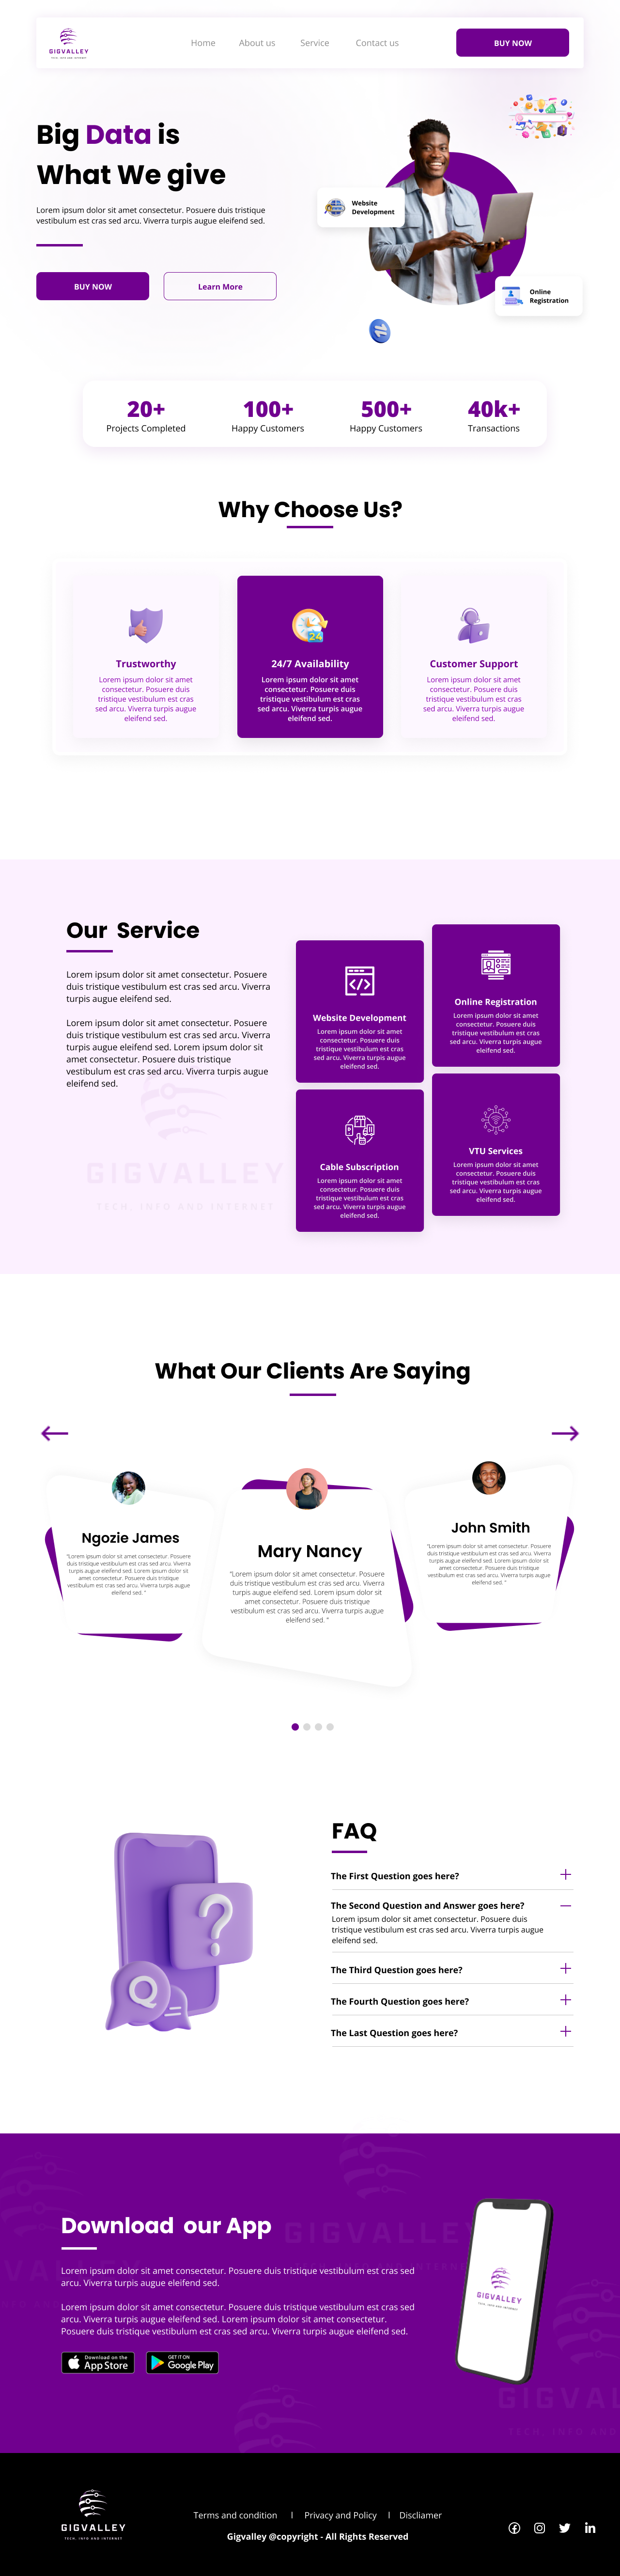 GIGVALLEY
TECH, INFO AND INTERNET
Home
About us
Service
Contact us
BUY NOW
Big Data is
What We give
Lorem ipsum dolor sit amet consectetur. Posuere duis tristique
vestibulum est cras sed arcu. Viverra turpis augue eleifend sed.
BUY NOW
Learn More
Website
Development
Online
Registration
20+
Projects Completed
100+
Happy Customers
500+
Happy Customers
40k+
Transactions
Why Choose Us?
Trustworthy
Lorem ipsum dolor sit amet
consectetur. Posuere duis
tristique vestibulum est cras
sed arcu. Viverra turpis augue
eleifend sed.
24
24/7 Availability
Lorem ipsum dolor sit amet
consectetur. Posuere duis
tristique vestibulum est cras
sed arcu. Viverra turpis augue
eleifend sed.
Customer Support
Lorem ipsum dolor sit amet
consectetur. Posuere duis
tristique vestibulum est cras
sed arcu. Viverra turpis augue
eleifend sed.
Our Service
Lorem ipsum dolor sit amet consectetur. Posuere
duis tristique vestibulum est cras sed arcu. Viverra
turpis augue eleifend sed.
Lorem ipsum dolor sit amet consectetur. Posuere
duis tristique vestibulum est cras sed arcu. Viverra
turpis augue eleifend sed. Lorem ipsum dolor sit
amet consectetur. Posuere duis tristique
vestibulum est cras sed arcu. Viverra turpis augue
eleifend sed.
GIGVALLEY
TECH, INFO AND INTERNET
Website Development
Lorem ipsum dolor sit amet
consectetur. Posuere duis
tristique vestibulum est cras
sed arcu. Viverra turpis augue
eleifend sed.
Online Registration
Lorem ipsum dolor sit amet
consectetur. Posuere duis
tristique vestibulum est cras
sed arcu. Viverra turpis augue
eleifend sed.
Cable Subscription
Lorem ipsum dolor sit amet
consectetur. Posuere duis
tristique vestibulum est cras
sed arcu. Viverra turpis augue
eleifend sed.
VTU Services
Lorem ipsum dolor sit amet
consectetur. Posuere duis
tristique vestibulum est cras
sed arcu. Viverra turpis augue
eleifend sed.
What Our Clients Are Saying
Ngozie James
"Lorem ipsum dolor sit amet consectetur. Posuere
duis tristique vestibulum est cras sed arcu. Viverra
turpis augue eleifend sed. Lorem ipsum dolor sit
amet consectetur. Posuere duis tristique
vestibulum est cras sed arcu. Viverra turpis augue
eleifend sed. "
Mary Nancy
"Lorem ipsum dolor sit amet consectetur. Posuere
duis tristique vestibulum est cras sed arcu. Viverra
turpis augue eleifend sed. Lorem ipsum dolor sit
amet consectetur. Posuere duis tristique
vestibulum est cras sed arcu. Viverra turpis augue
eleifend sed. "
John Smith
"Lorem ipsum dolor sit amet consectetur. Posuere
duis tristique vestibulum est cras sed arcu. Viverra
turpis augue eleifend sed. Lorem ipsum dolor sit
amet consectetur. Posuere duis tristique
vestibulum est cras sed arcu. Viverra turpis augue
eleifend sed. "
?
Q
FAQ
The First Question goes here?
The Second Question and Answer goes here?
Lorem ipsum dolor sit amet consectetur. Posuere duis
tristique vestibulum est cras sed arcu. Viverra turpis augue
eleifend sed.
The Third Question goes here?
The Fourth Question goes here?
The Last Question goes here?
Download our App
Lorem ipsum dolor sit amet consectetur. Posuere duis tristique vestibulum est cras sed
arcu. Viverra turpis augue eleifend sed.
Lorem ipsum dolor sit amet consectetur. Posuere duis tristique vestibulum est cras sed
arcu. Viverra turpis augue eleifend sed. Lorem ipsum dolor sit amet consectetur.
Posuere duis tristique vestibulum est cras sed arcu. Viverra turpis augue eleifend sed.
Download on the
App Store
GET IT ON
Google Play
GIGVALLEY
TECH, INFO AND INTERNET
GIGVALLEY
TECH, INFO AND INTERNET
Terms and condition | Privacy and Policy | Discliamer
Gigvalley @copyright - All Rights Reserved